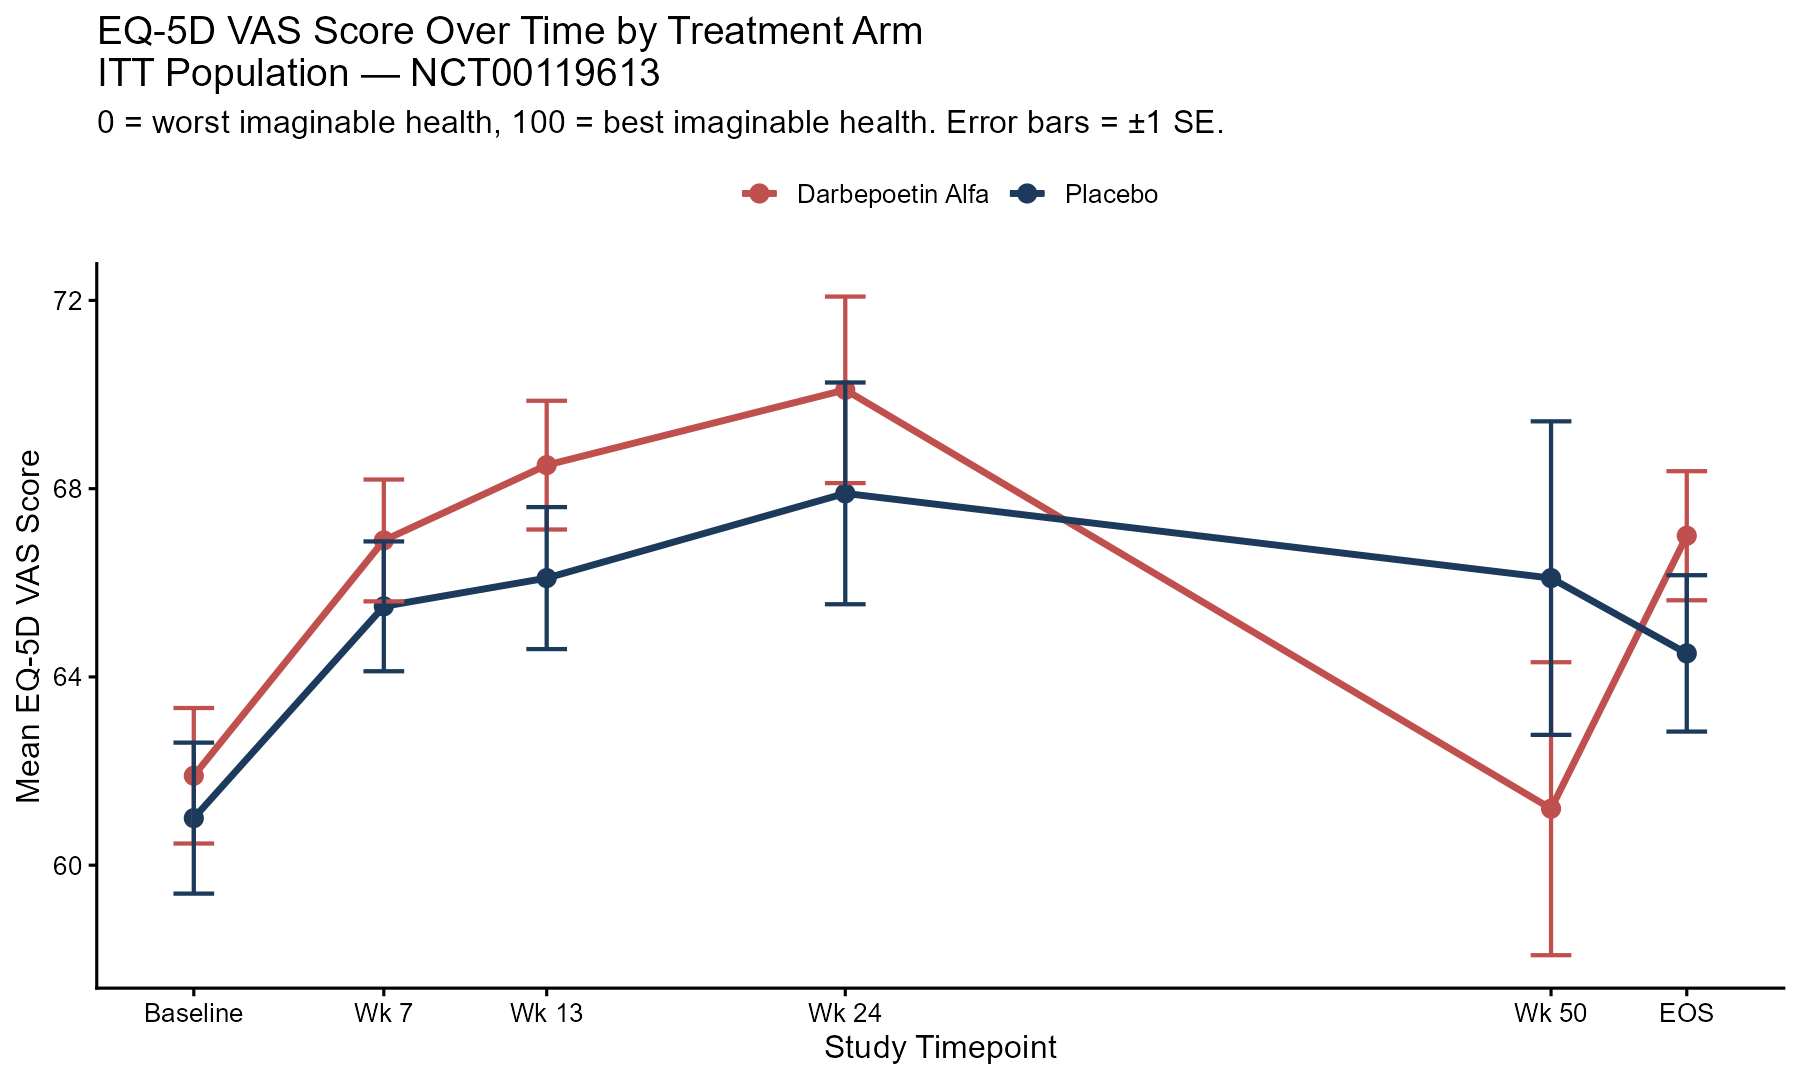 EQ-5D VAS Score Over Time by Treatment Arm
ITT Population — NCT00119613
0 = worst imaginable health, 100 = best imaginable health. Error bars = ±1 SE.
Darbepoetin Alfa
Placebo
Mean EQ-5D VAS Score
72
68
64
60
Baseline
Wk 7
Wk 13
Wk 24
Wk 50
EOS
Study Timepoint